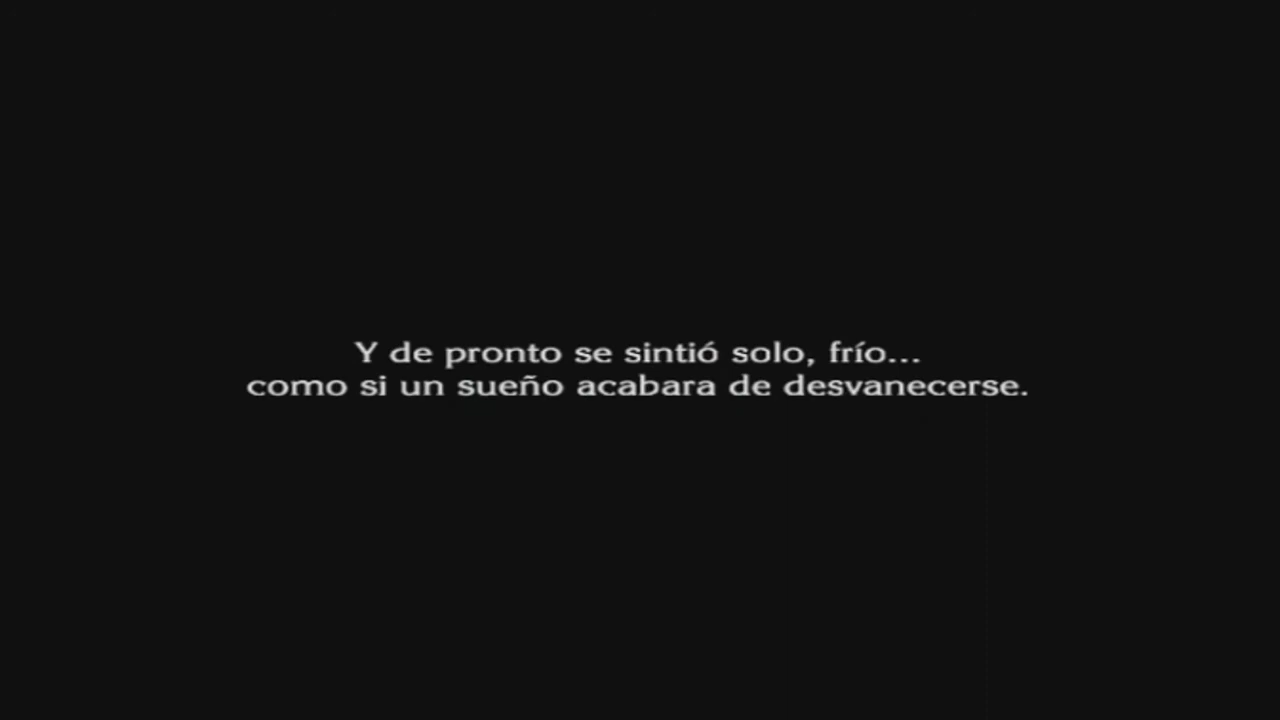 Y de pronto se sintió solo, frío...
como si un sueño acabara de desvanecerse.